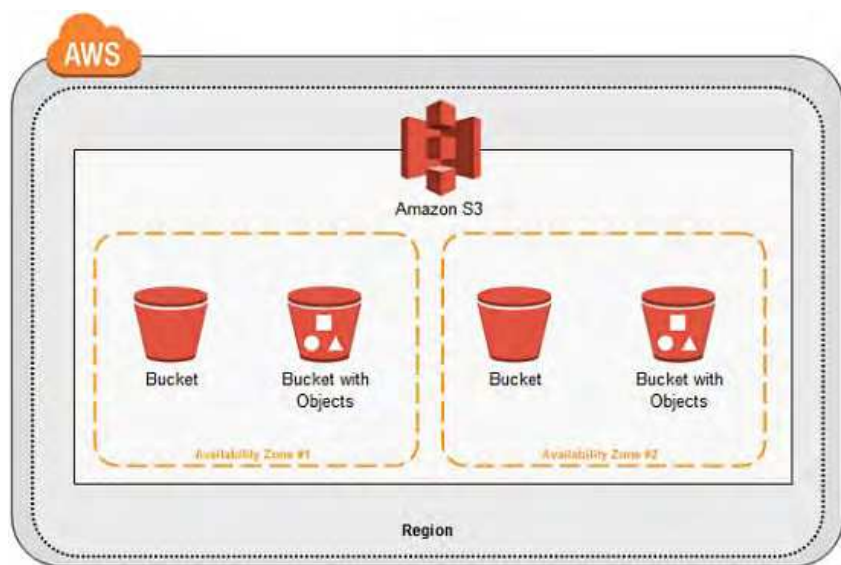 AWS
Amazon S3
Bucket
Bucket with
Objects
Availability Zone #1
Bucket
Bucket with
Objects
Availability Zone #2
Region